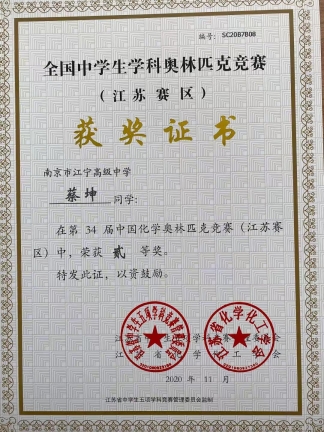 编号: SC20B7B08
全国中学生学科奥林匹克竞赛
(江苏赛区)
获奖证书
南京市江宁高级中学
蔡坤 同学:
在第 34 届中国化学奥林匹克竞赛(江苏赛
区)中, 荣获 贰 等奖。
特发此证, 以资鼓励。
江苏省化学化工学会
2020 年 11 月
江苏省中学生五项学科竞赛管理委员会监制